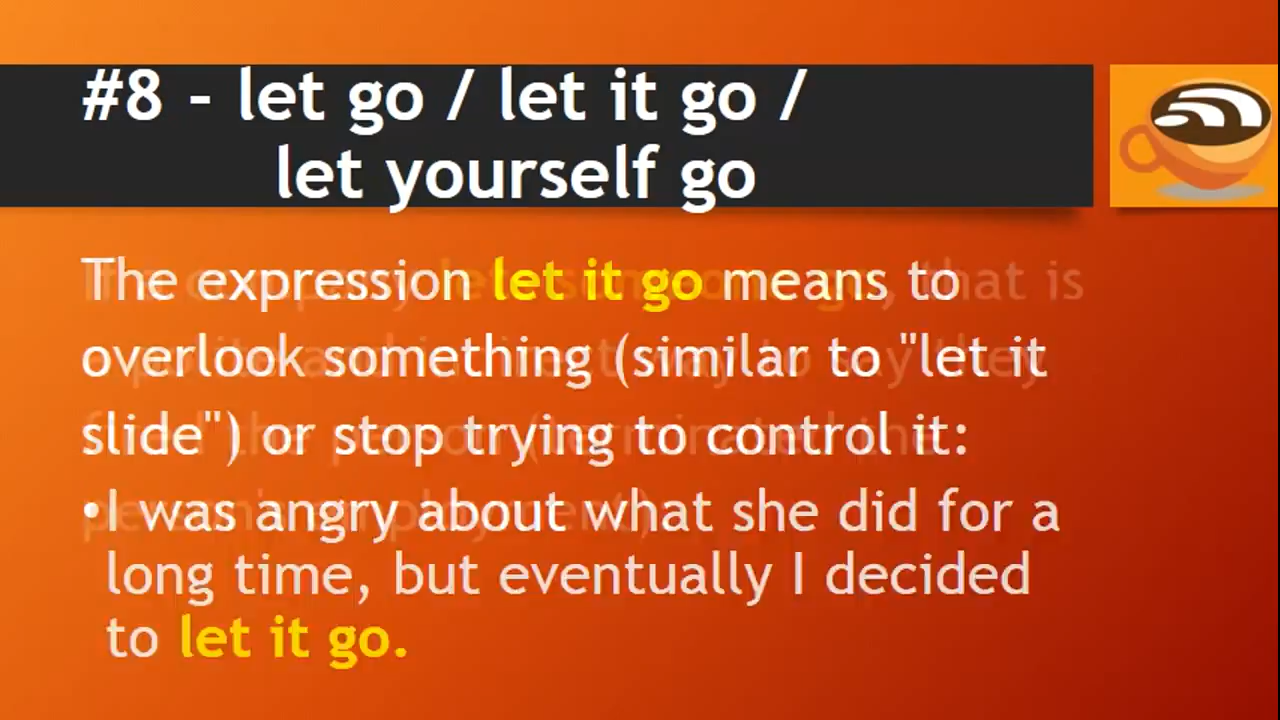 #8 - let go / let it go /
let yourself go
The expression let it go means to
overlook something (similar to "let it
slide") or stop trying to control it:
•I was angry about what she did for a
long time, but eventually I decided
to let it go.